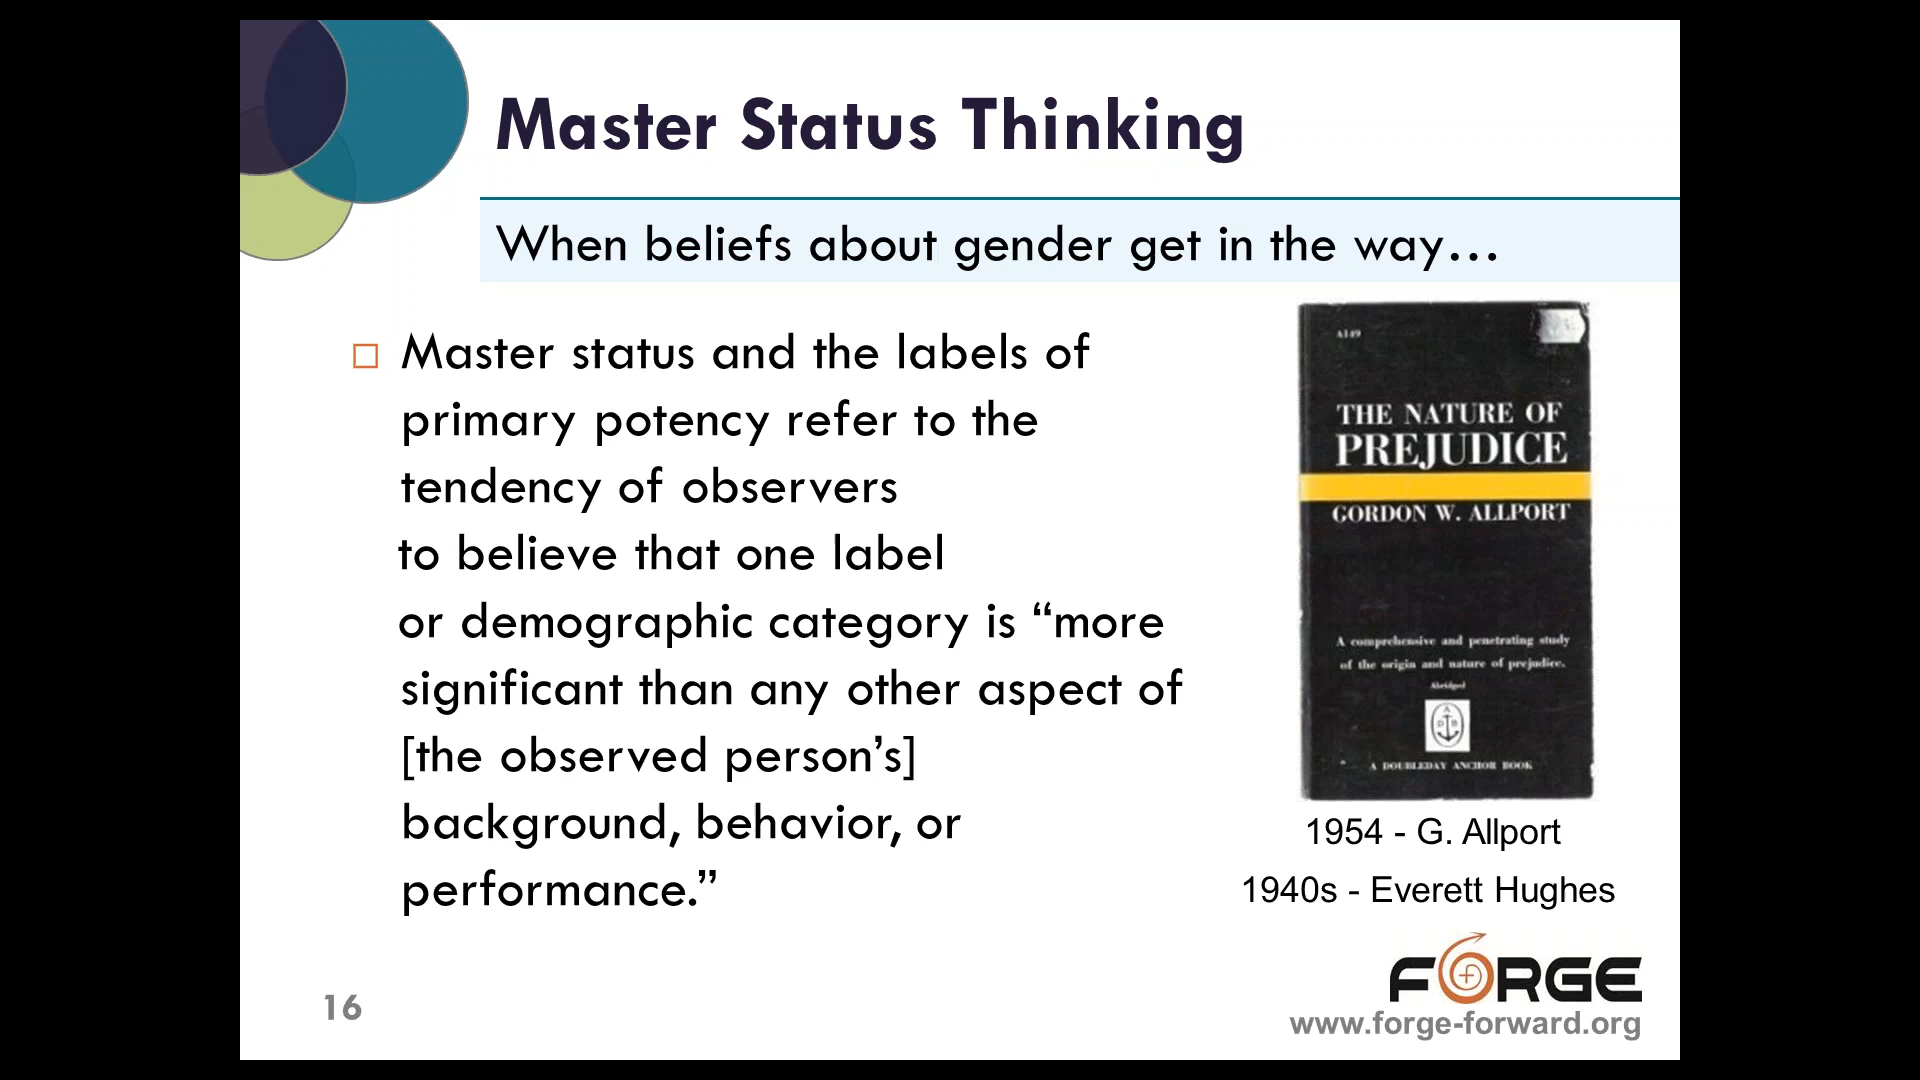 Master Status Thinking
When beliefs about gender get in the way…
Master status and the labels of
primary potency refer to the
tendency of observers
to believe that one label
or demographic category is “more
significant than any other aspect of
[the observed person’s]
background, behavior, or
performance.”
A149
THE NATURE OF
PREJUDICE
GORDON W. ALLPORT
A comprehensive and penetrating study
of the origin and nature of prejudice.
Abridged
A DOUBLEDAY ANCHOR BOOK
1954 - G. Allport
1940s - Everett Hughes
FORGE
www.forge-forward.org
16